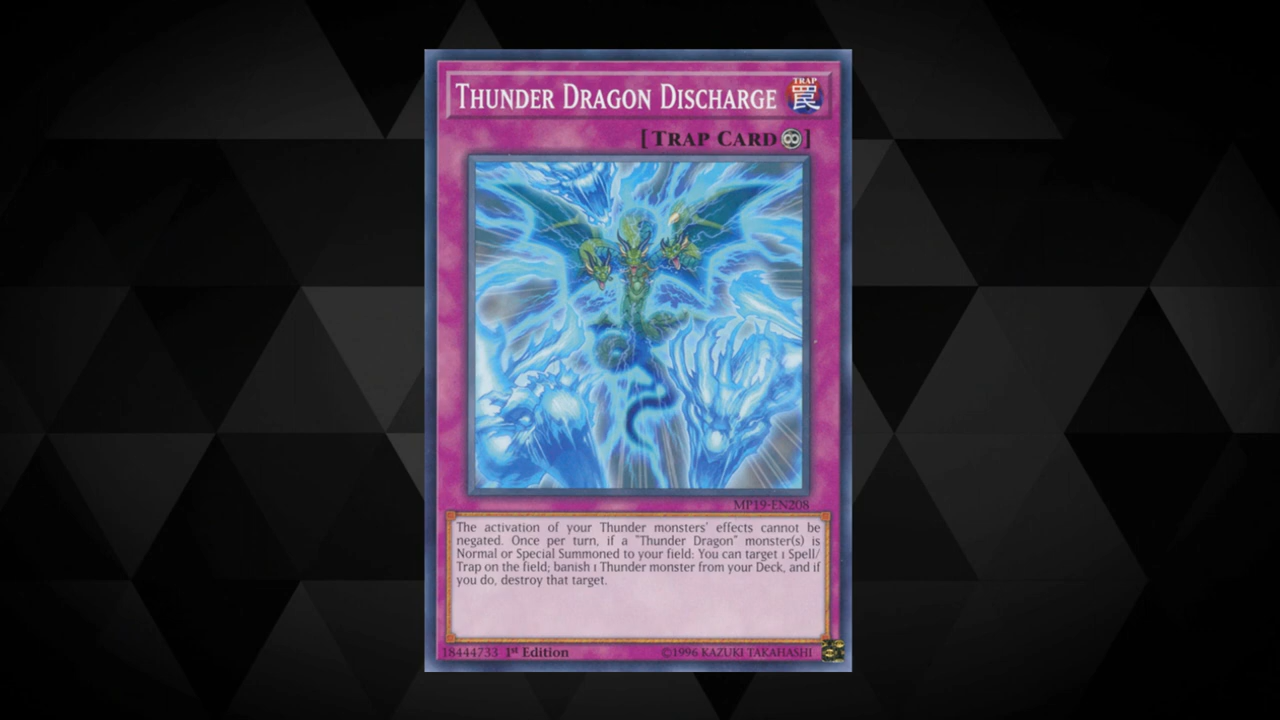 THUNDER DRAGON DISCHARGE
TRAP
罠
[TRAP CARD ∞]
MP19-EN208
The activation of your Thunder monsters' effects cannot be
negated. Once per turn, if a "Thunder Dragon" monster(s) is
Normal or Special Summoned to your field: You can target 1 Spell/
Trap on the field; banish 1 Thunder monster from your Deck, and if
you do, destroy that target.
18444733 1st Edition ©1996 KAZUKI TAKAHASHI